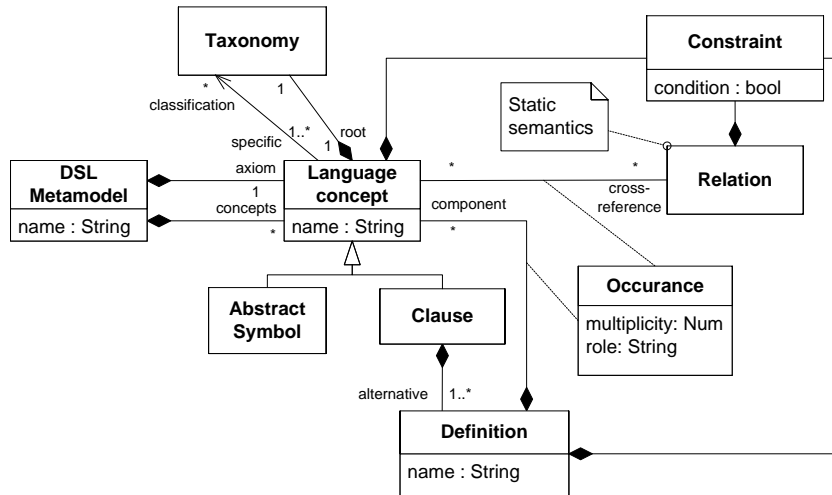 Taxonomy
Constraint
condition : bool
*
classification
1
specific
1..*
root
1
Static
semantics
DSL
Metamodel
name : String
axiom
1
concepts
*
Language
concept
name : String
*
*
cross-
reference
Relation
component
*
Abstract
Symbol
Clause
Occurance
multiplicity: Num
role: String
alternative
1..*
Definition
name : String